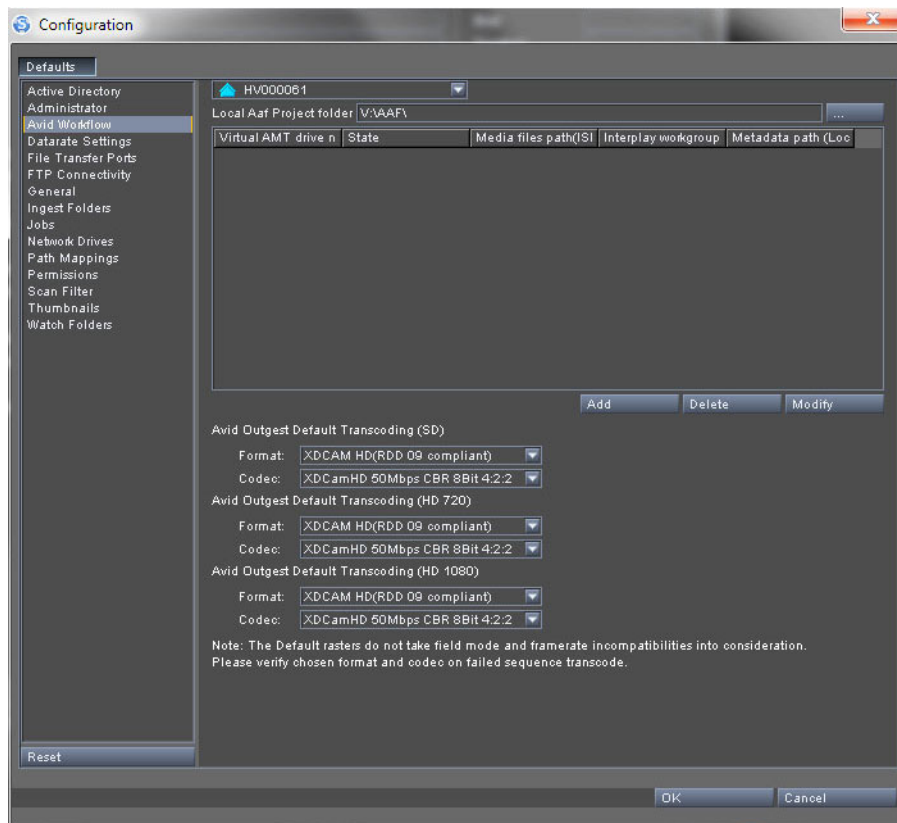 Configuration
Defaults
Active Directory
Administrator
Avid Workflow
Datarate Settings
File Transfer Ports
FTP Connectivity
General
Ingest Folders
Jobs
Network Drives
Path Mappings
Permissions
Scan Filter
Thumbnails
Watch Folders
Reset
HV000061
Local Aaf Project folder V:\AAF\ ...
Virtual AMT drive n State Media files path(ISI Interplay workgroup Metadata path (Loc
Add Delete Modify
Avid Outgest Default Transcoding (SD)
Format: XDCAM HD(RDD 09 compliant)
Codec: XDCamHD 50Mbps CBR 8Bit 4:2:2
Avid Outgest Default Transcoding (HD 720)
Format: XDCAM HD(RDD 09 compliant)
Codec: XDCamHD 50Mbps CBR 8Bit 4:2:2
Avid Outgest Default Transcoding (HD 1080)
Format: XDCAM HD(RDD 09 compliant)
Codec: XDCamHD 50Mbps CBR 8Bit 4:2:2
Note: The Default rasters do not take field mode and framerate incompatibilities into consideration.
Please verify chosen format and codec on failed sequence transcode.
OK Cancel